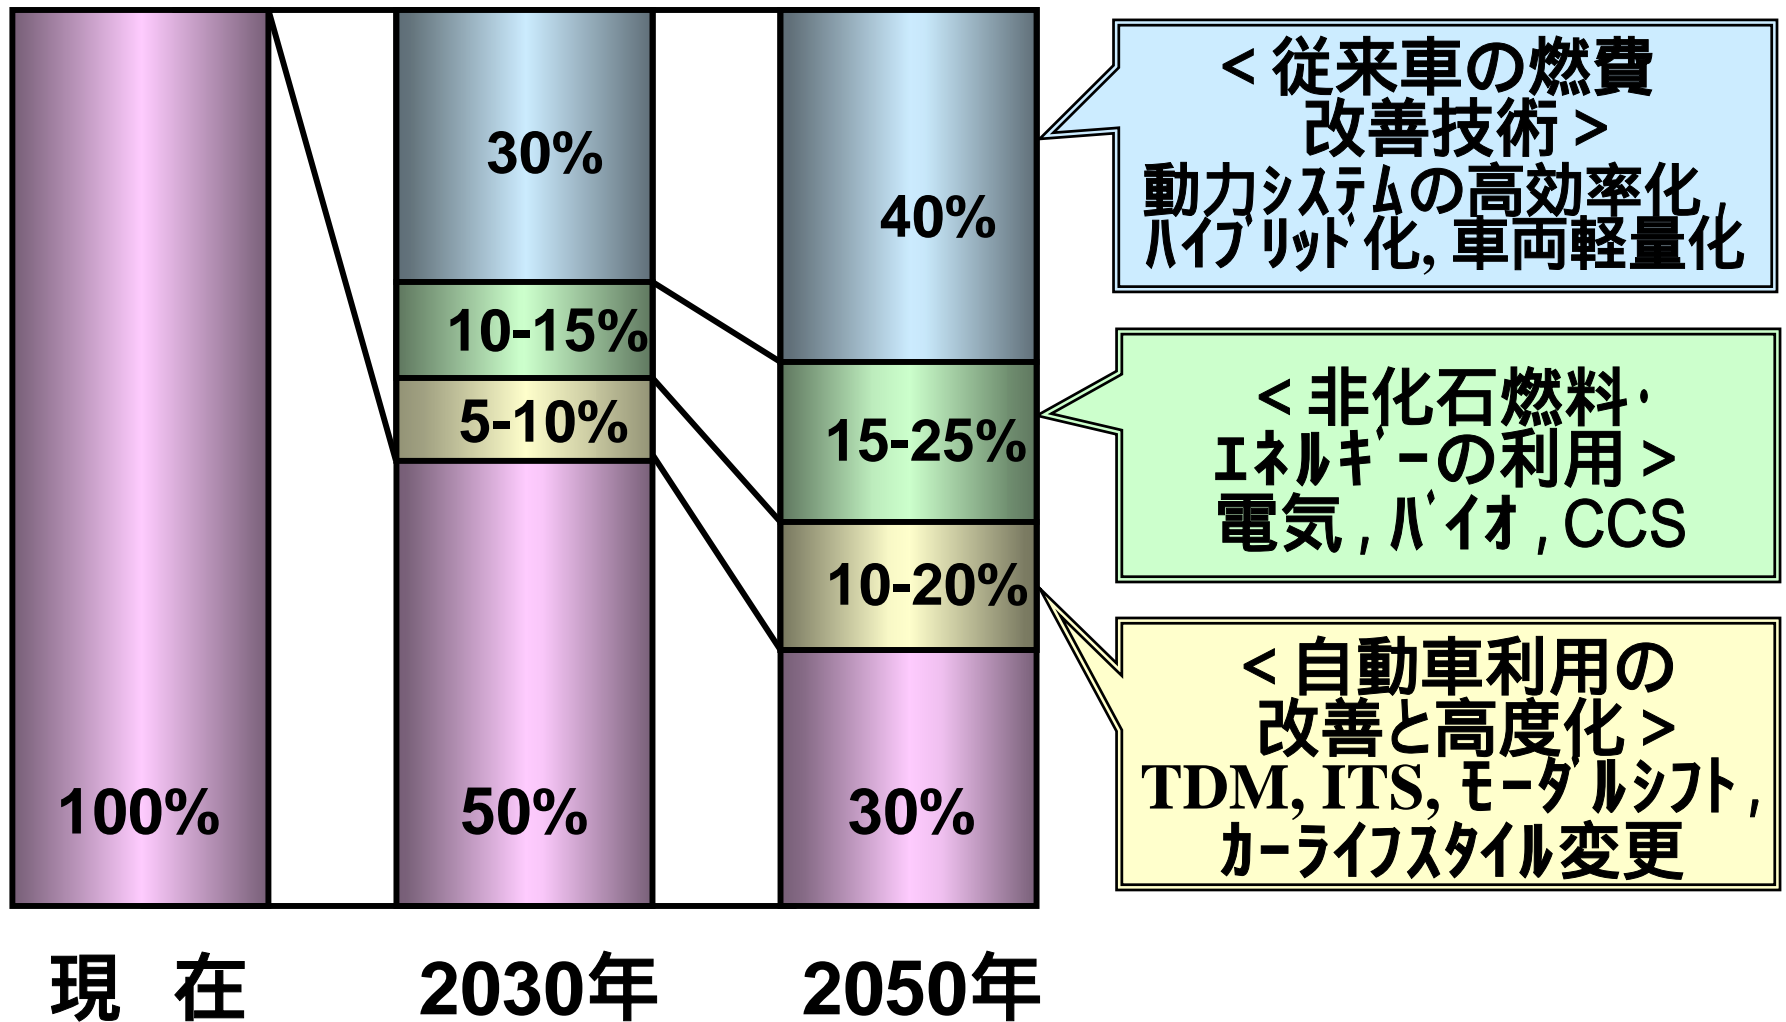 100%
現 在
30%
10-15%
5-10%
50%
2030年
40%
15-25%
10-20%
30%
2050年
<従来車の燃費
改善技術>
動力ｼｽﾃﾑの高効率化,
ﾊｲﾌﾞﾘｯﾄﾞ化, 車両軽量化
<非化石燃料･
ｴﾈﾙｷﾞｰの利用>
電気, ﾊﾞｲｵ, CCS
<自動車利用の
改善と高度化>
TDM, ITS, ﾓｰﾀﾞﾙｼﾌﾄ,
ｶｰﾗｲﾌｽﾀｲﾙ変更